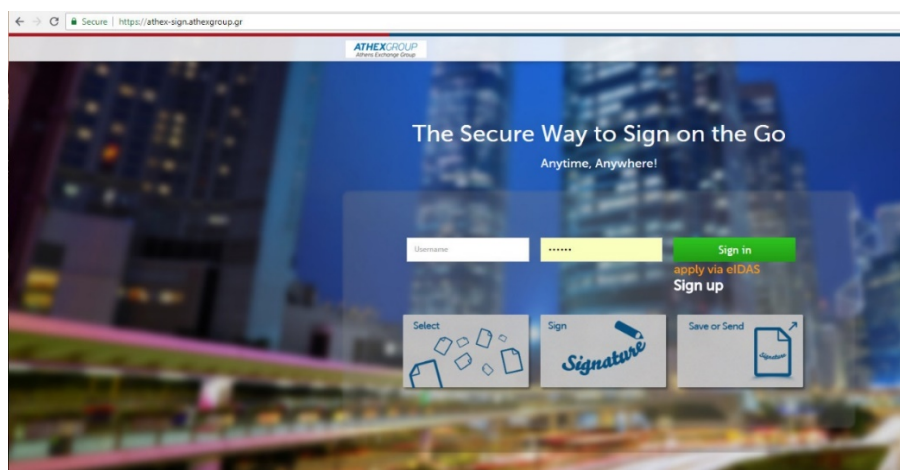 Secure | https://athex-sign.athexgroup.gr
ATHEXGROUP
Athens Exchange Group
The Secure Way to Sign on the Go
Anytime, Anywhere!
Username
••••••
Sign in
apply via eIDAS
Sign up
Select
Sign
Save or Send
Signature
Signature